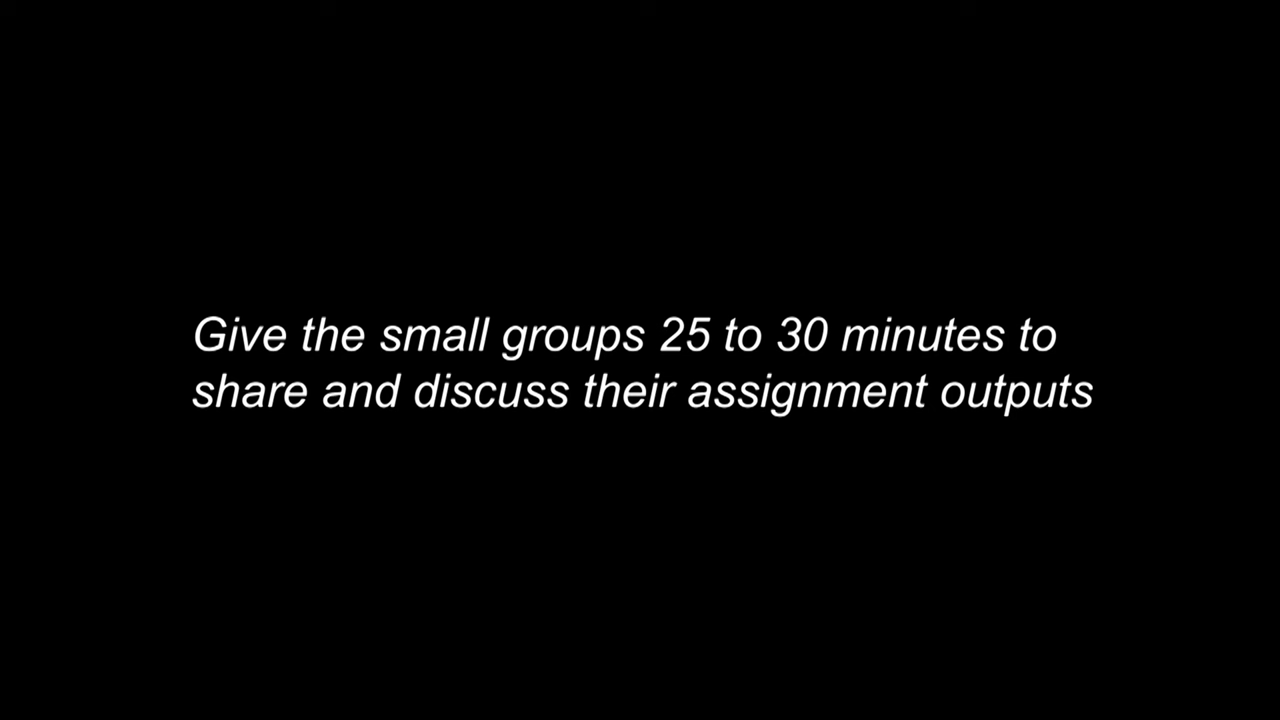 Give the small groups 25 to 30 minutes to
share and discuss their assignment outputs